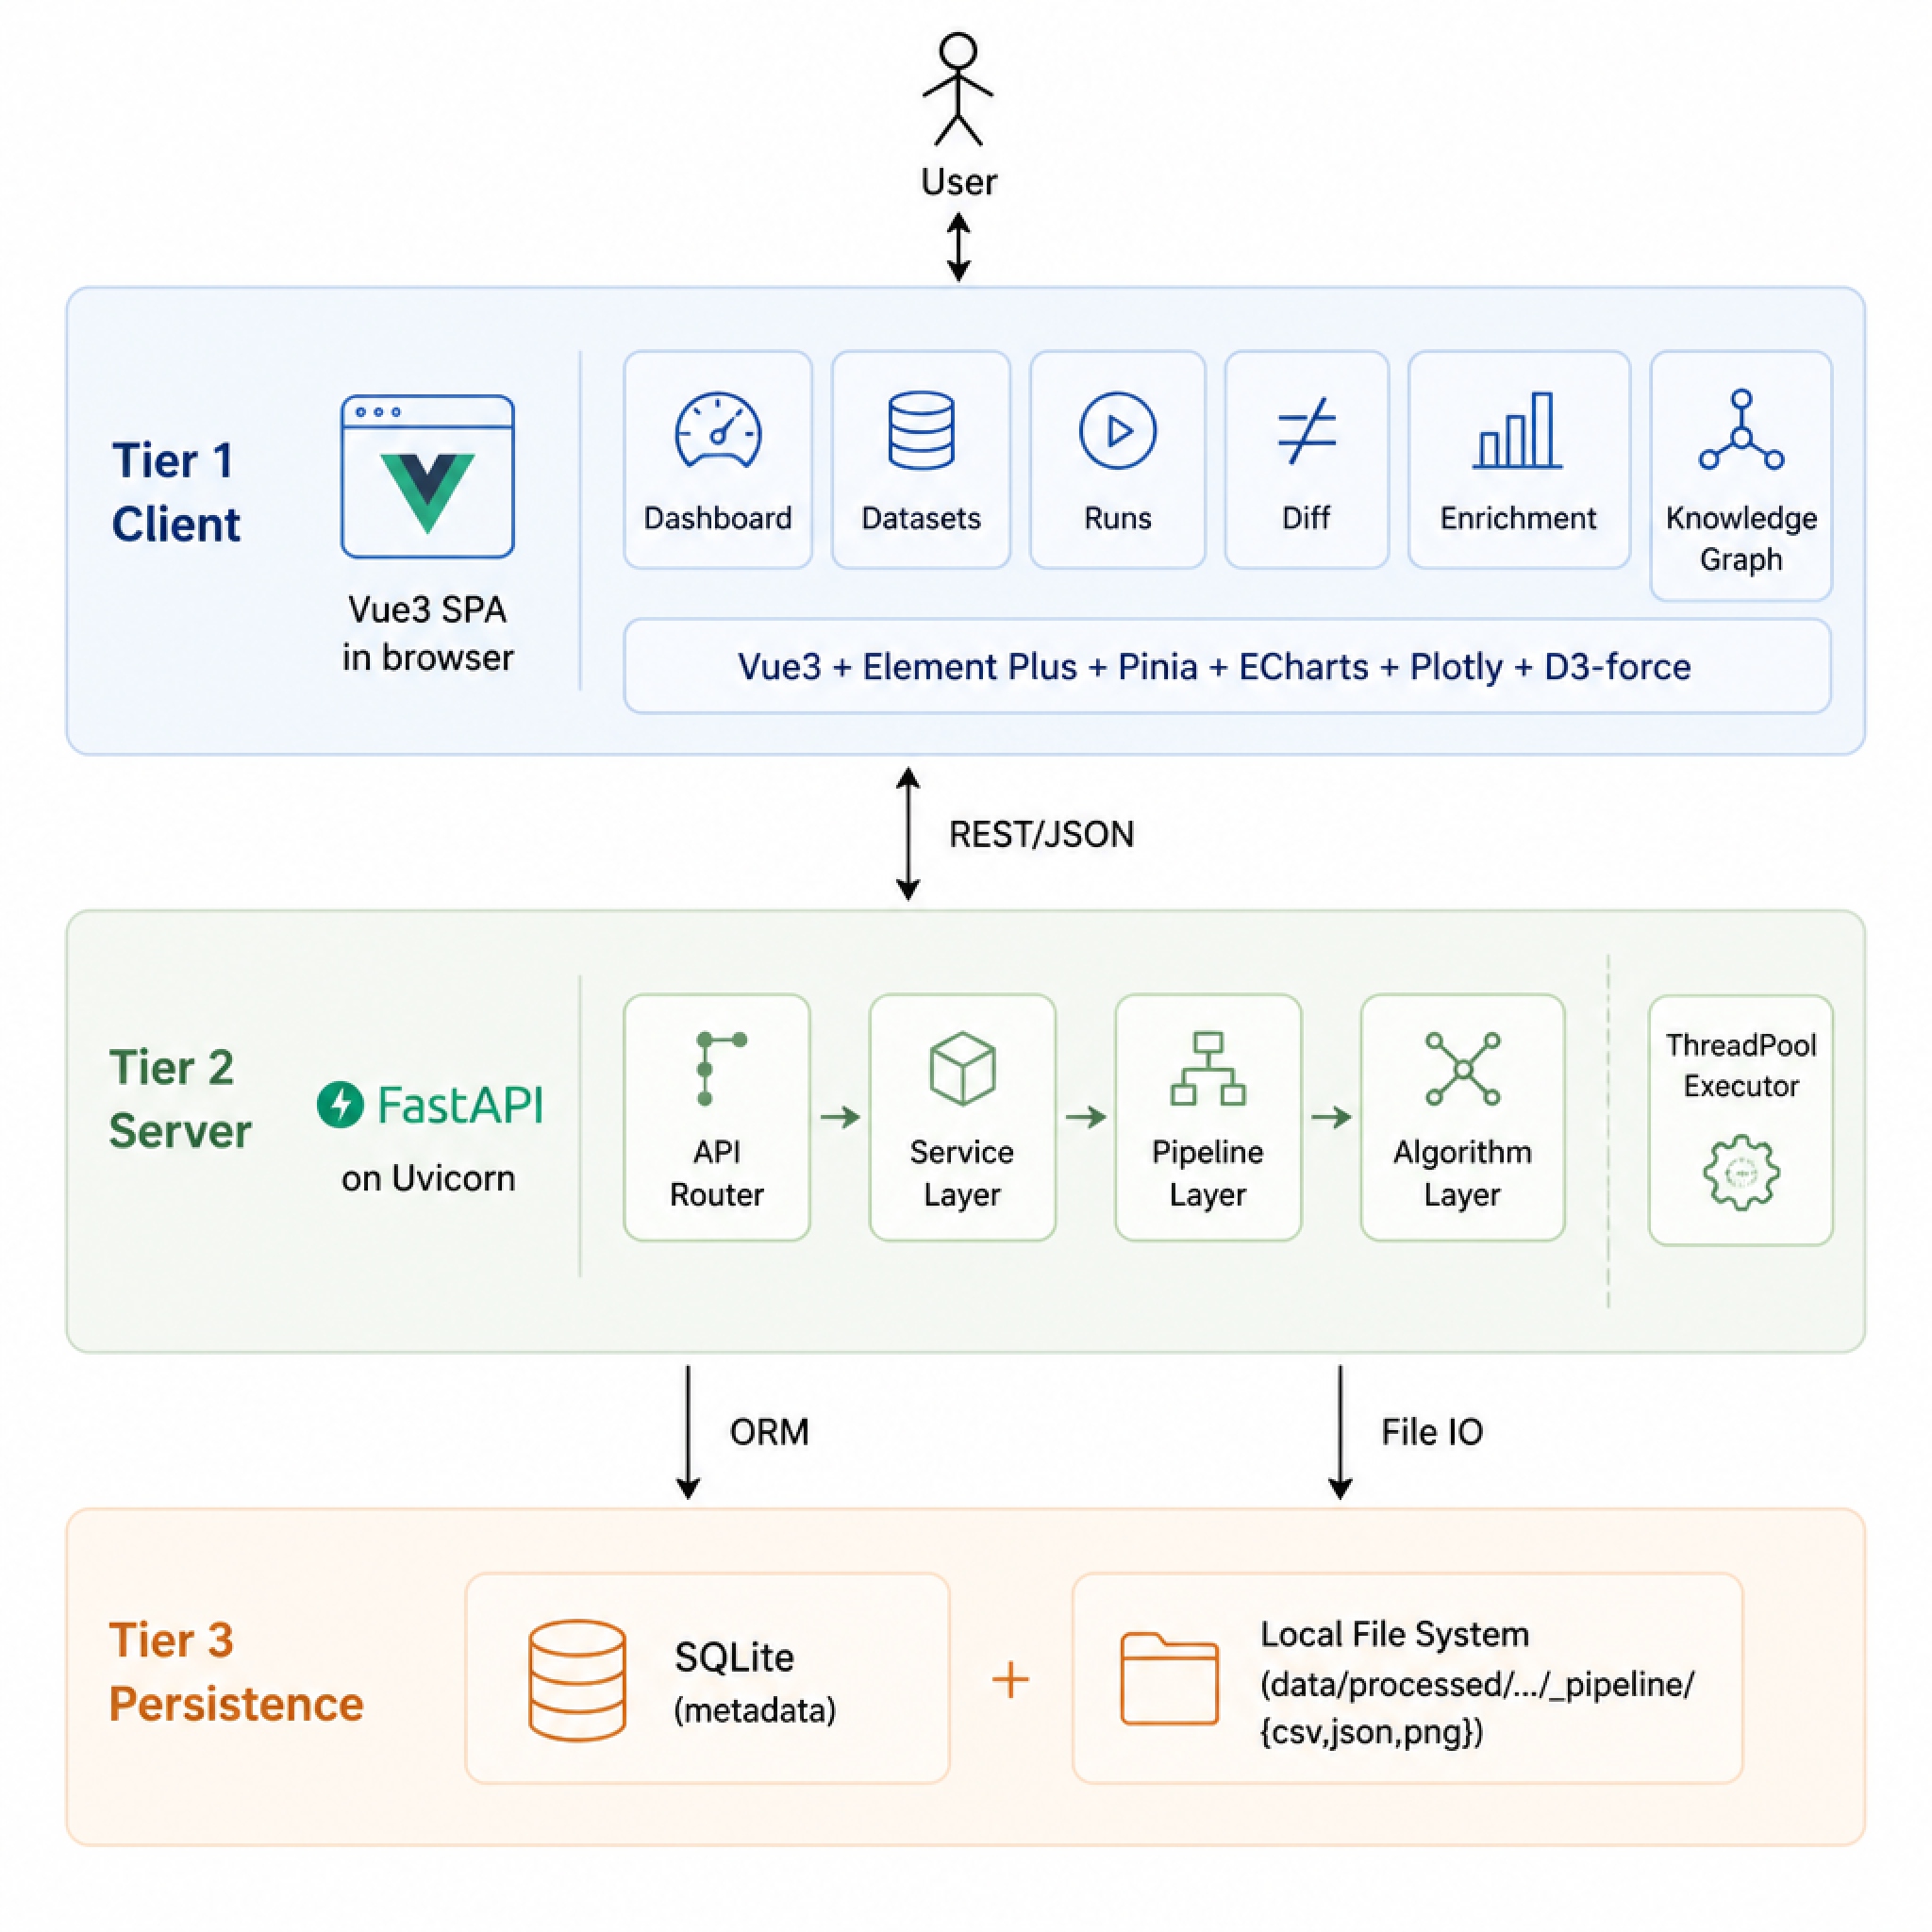 User
Tier 1
Client
Vue3 SPA
in browser
Dashboard
Datasets
Runs
Diff
Enrichment
Knowledge
Graph
Vue3 + Element Plus + Pinia + ECharts + Plotly + D3-force
REST/JSON
Tier 2
Server
FastAPI
on Uvicorn
API
Router
Service
Layer
Pipeline
Layer
Algorithm
Layer
ThreadPool
Executor
ORM
File IO
Tier 3
Persistence
SQLite
(metadata)
+
Local File System
(data/processed/.../_pipeline/
{csv,json,png})